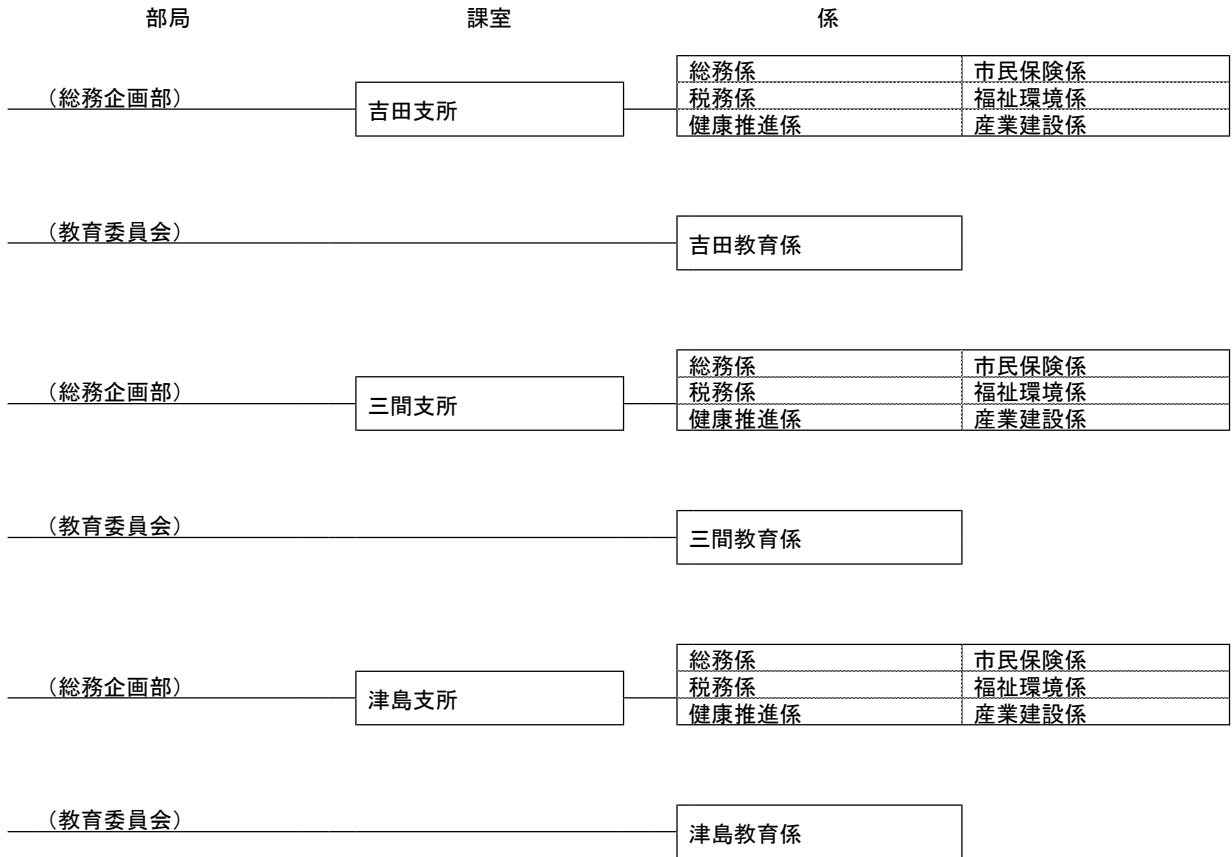 部局 課室 係
総務係 市民保険係
（総務企画部） 吉田支所 税務係 福祉環境係
健康推進係 産業建設係
（教育委員会） 吉田教育係
総務係 市民保険係
（総務企画部） 三間支所 税務係 福祉環境係
健康推進係 産業建設係
（教育委員会） 三間教育係
総務係 市民保険係
（総務企画部） 津島支所 税務係 福祉環境係
健康推進係 産業建設係
（教育委員会） 津島教育係